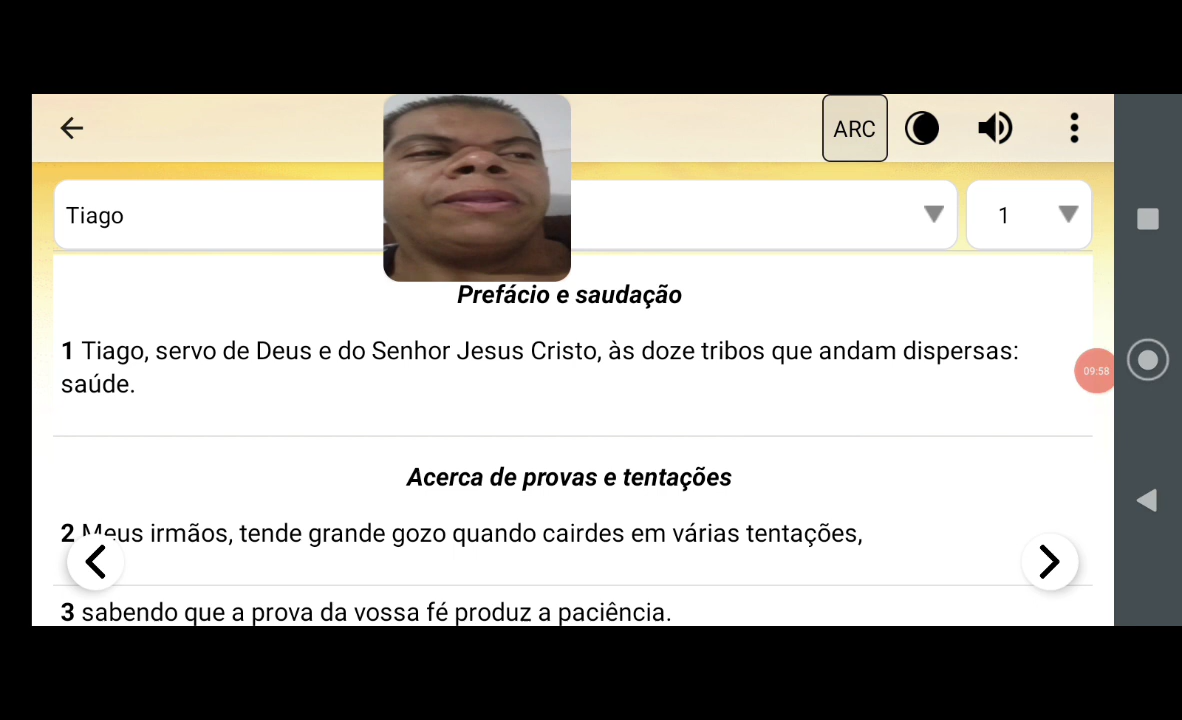 ARC
Tiago
1
Prefácio e saudação
1 Tiago, servo de Deus e do Senhor Jesus Cristo, às doze tribos que andam dispersas:
saúde.
09:58
Acerca de provas e tentações
2 Meus irmãos, tende grande gozo quando cairdes em várias tentações,
3 sabendo que a prova da vossa fé produz a paciência.